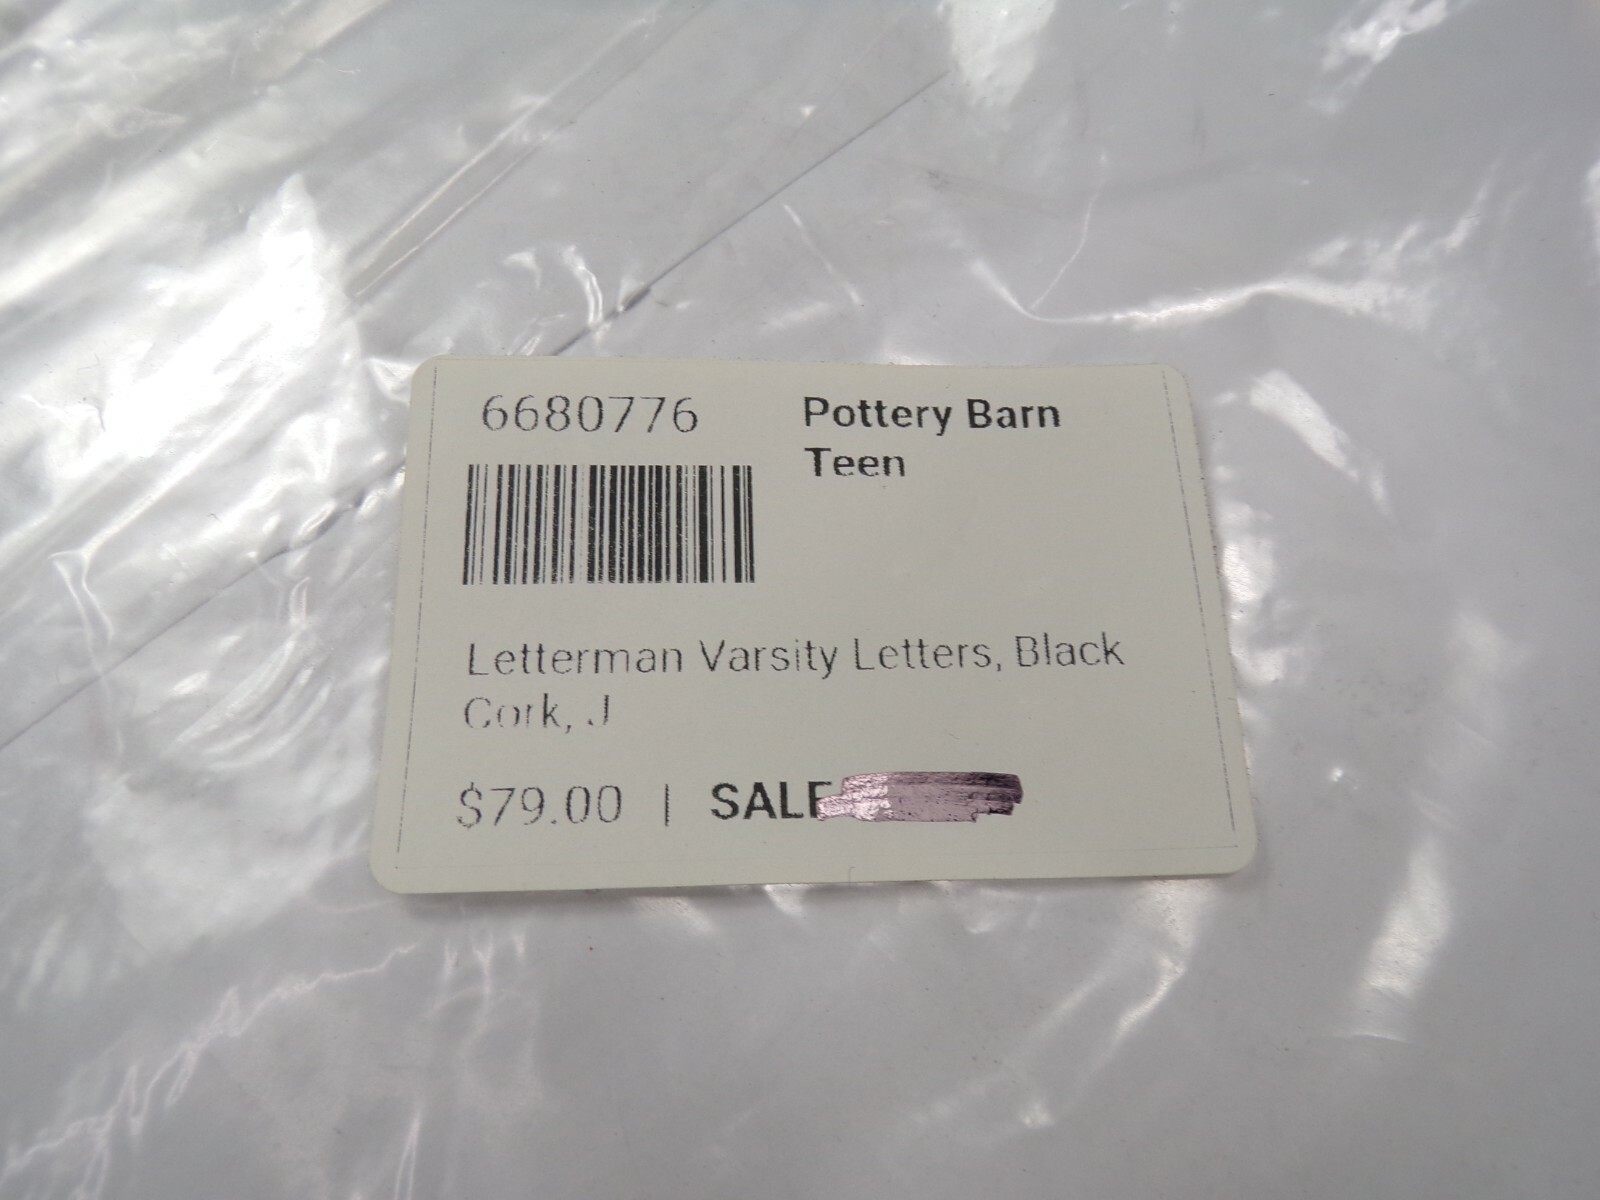 6680776
Pottery Barn
Teen
Letterman Varsity Letters, Black
Cork, J
$79.00 | SALE